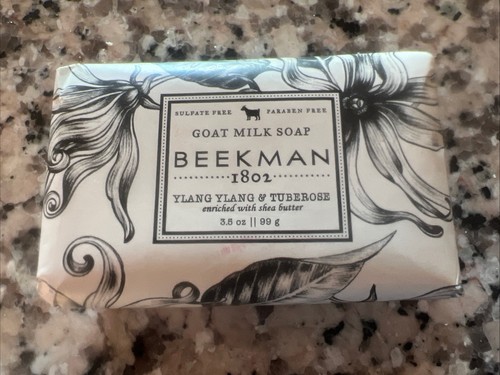 SULFATE FREE PARABEN FREE
GOAT MILK SOAP
BEEKMAN
1802
YLANG YLANG & TUBEROSE
enriched with shea butter
3.5 oz || 99 g